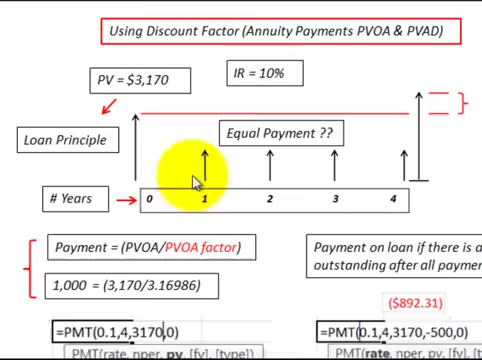 Using Discount Factor (Annuity Payments PVOA & PVAD)
PV = $3,170
IR = 10%
Loan Principle
Equal Payment ??
# Years
0 1 2 3 4
Payment = (PVOA/PVOA factor)
1,000 = (3,170/3.16986)
Payment on loan if there is a
outstanding after all payme
($892.31)
=PMT(0.1,4,3170,0)
PMT(rate, nper, pv, [fv], [type])
=PMT(0.1,4,3170,-500,0)
PMT(rate, nper, pv, [fv], [t